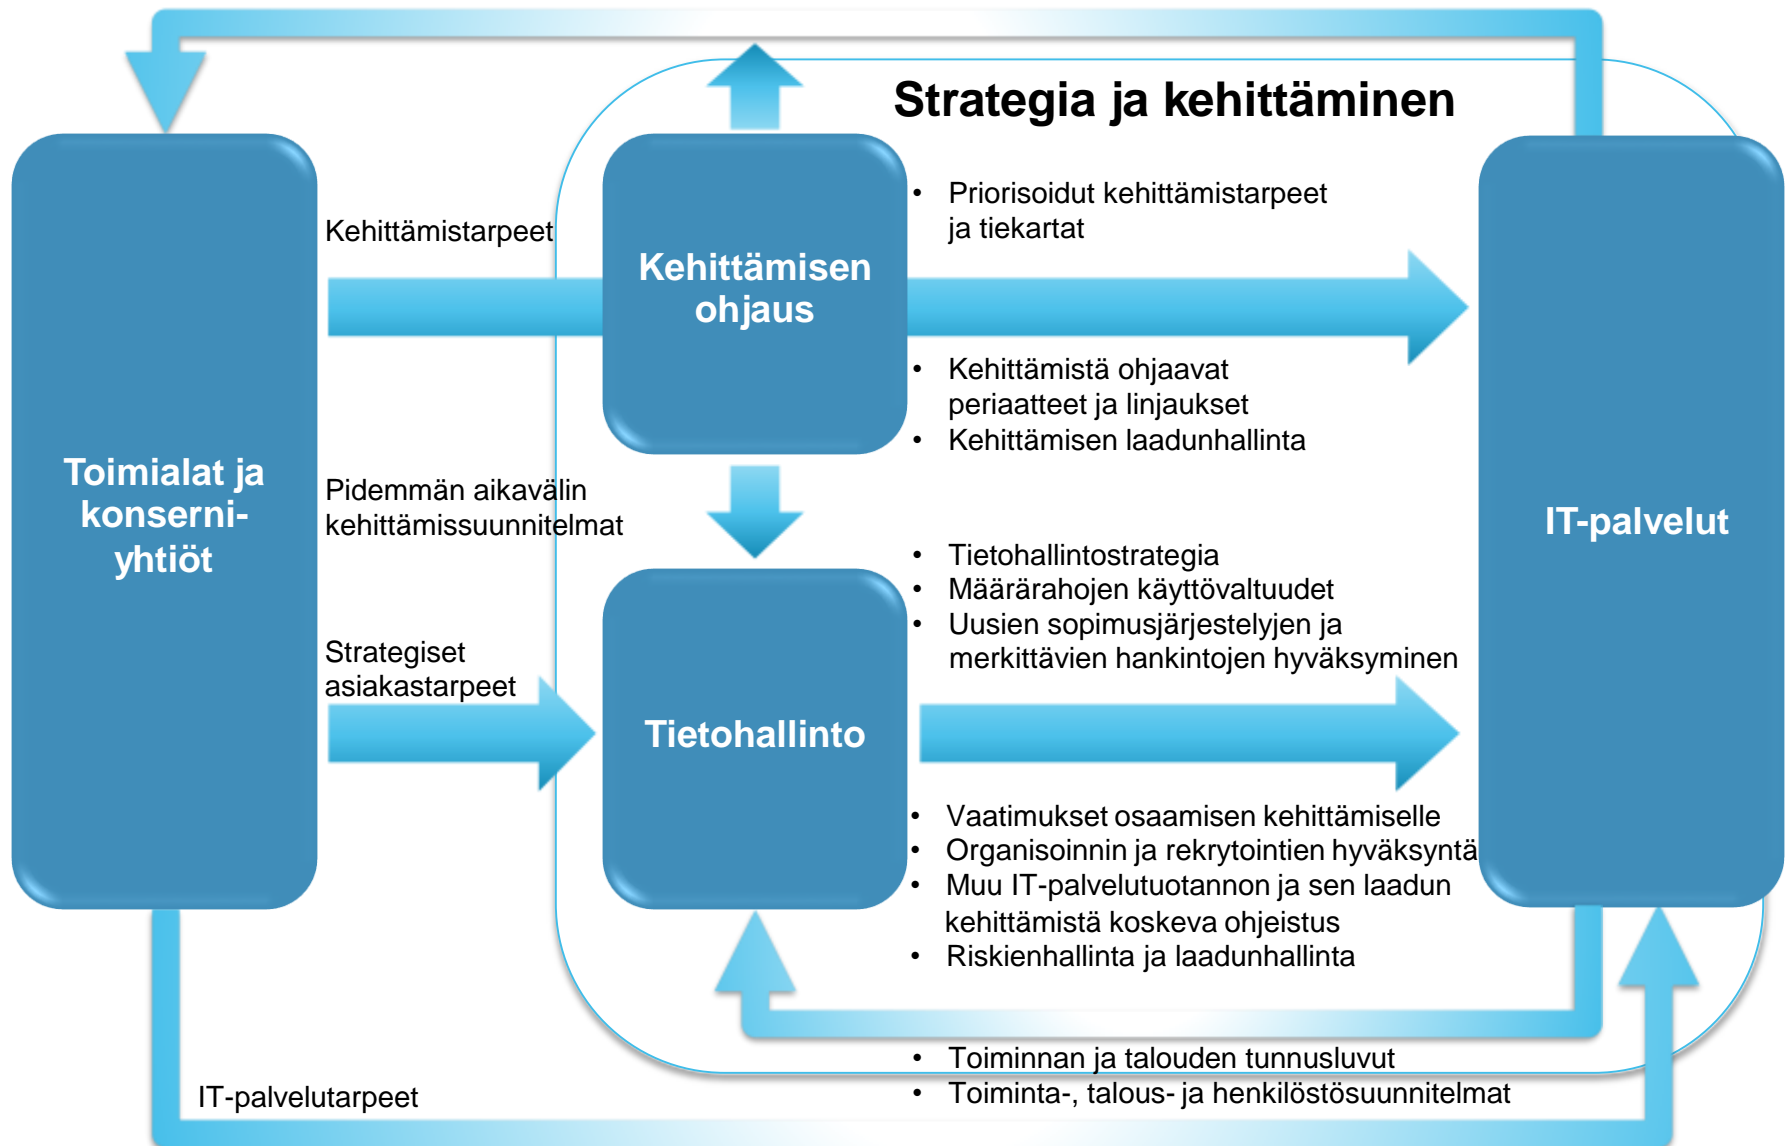 Strategia ja kehittäminen
Toimialat ja
konserni-
yhtiöt
Kehittämistarpeet
Pidemmän aikavälin
kehittämissuunnitelmat
Strategiset
asiakastarpeet
IT-palvelutarpeet
Kehittämisen
ohjaus
Tietohallinto
• Priorisoidut kehittämistarpeet
ja tiekartat
• Kehittämistä ohjaavat
periaatteet ja linjaukset
• Kehittämisen laadunhallinta
• Tietohallintostrategia
• Määrärahojen käyttövaltuudet
• Uusien sopimusjärjestelyjen ja
merkittävien hankintojen hyväksyminen
• Vaatimukset osaamisen kehittämiselle
• Organisoinnin ja rekrytointien hyväksyntä
• Muu IT-palvelutuotannon ja sen laadun
kehittämistä koskeva ohjeistus
• Riskienhallinta ja laadunhallinta
• Toiminnan ja talouden tunnusluvut
• Toiminta-, talous- ja henkilöstösuunnitelmat
IT-palvelut